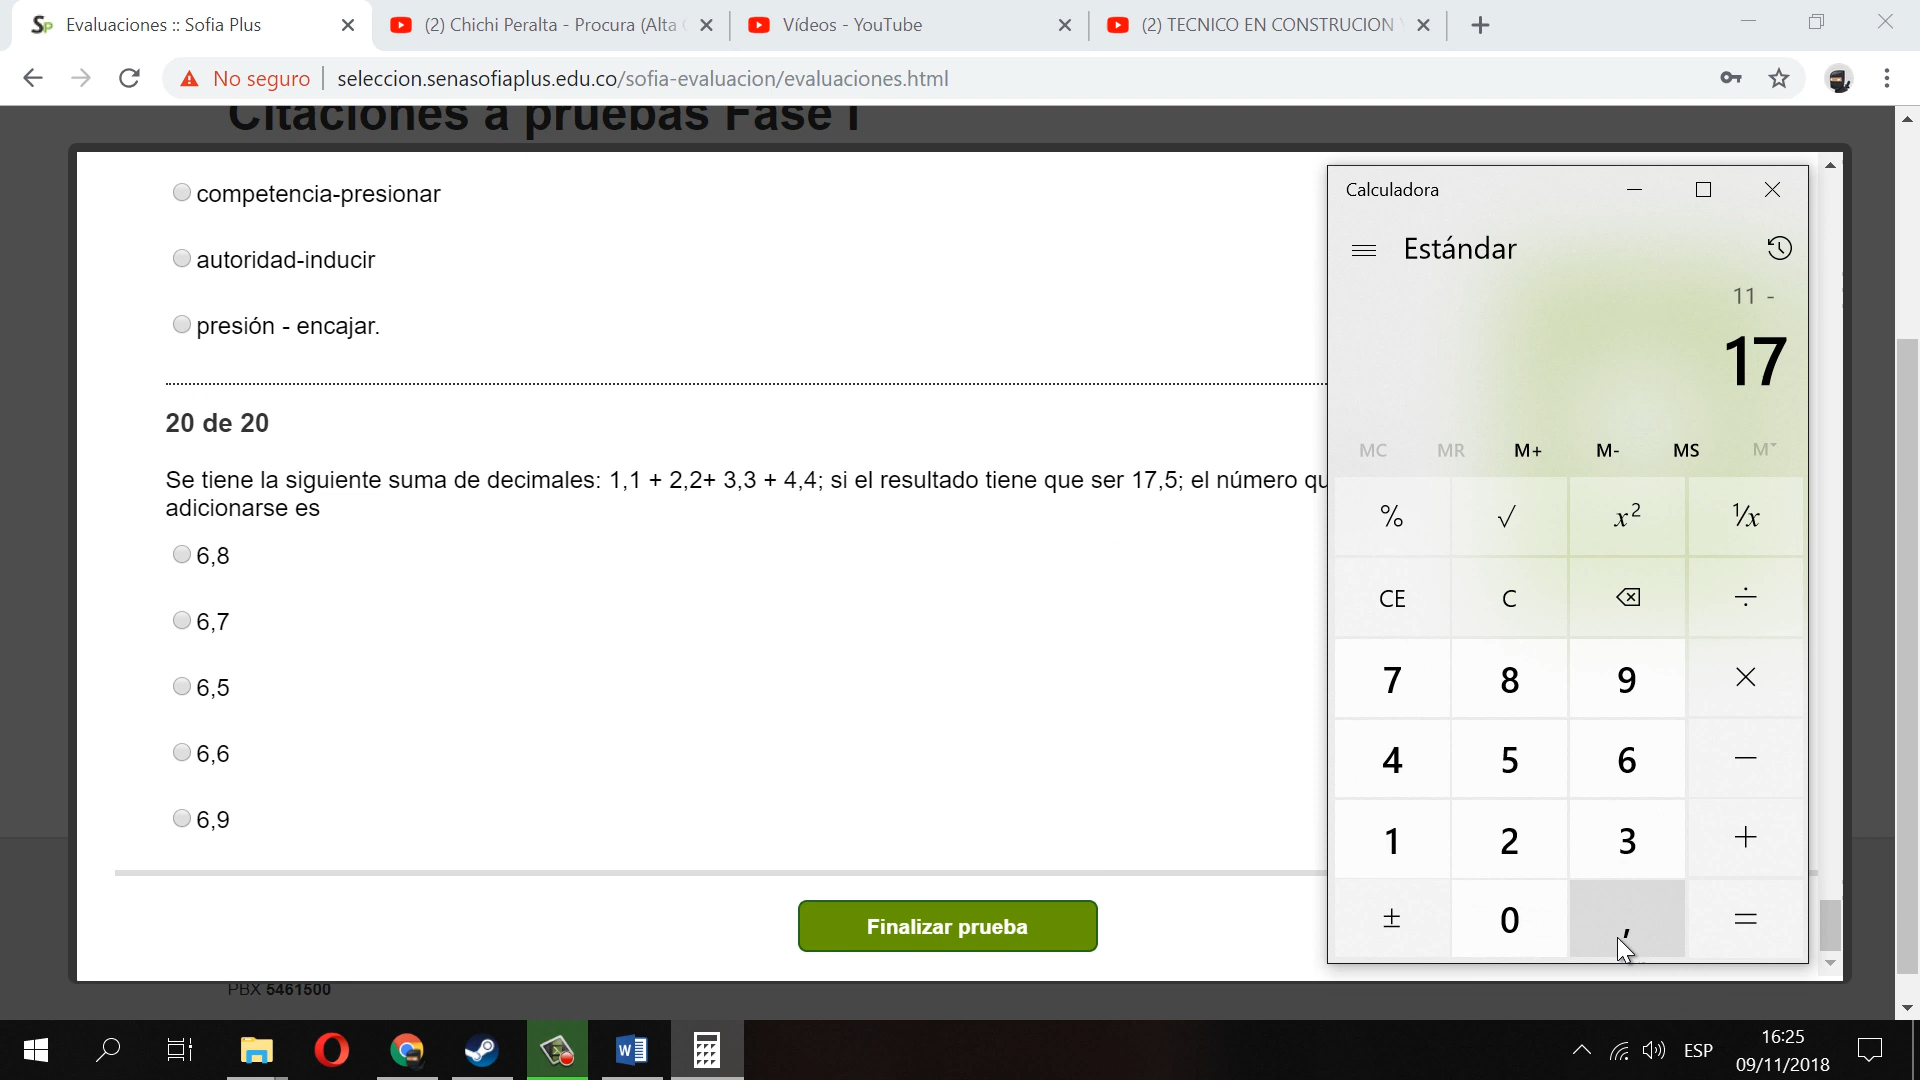 Evaluaciones :: Sofia Plus
(2) Chichi Peralta - Procura (Alta
Vídeos - YouTube
(2) TECNICO EN CONSTRUCION
No seguro
seleccion.senasofiaplus.edu.co/sofia-evaluacion/evaluaciones.html
Citaciones a pruebas Fase I
competencia-presionar
autoridad-inducir
presión - encajar.
20 de 20
Se tiene la siguiente suma de decimales: 1,1 + 2,2+ 3,3 + 4,4; si el resultado tiene que ser 17,5; el número qu
adicionarse es
6,8
6,7
6,5
6,6
6,9
Finalizar prueba
PBX 5461500
Calculadora
Estándar
11 -
17
MC MR M+ M- MS M˅
% √ x² ¹/x
CE C ÷
7 8 9 ×
4 5 6 −
1 2 3 +
± 0 , =
ESP
16:25
09/11/2018